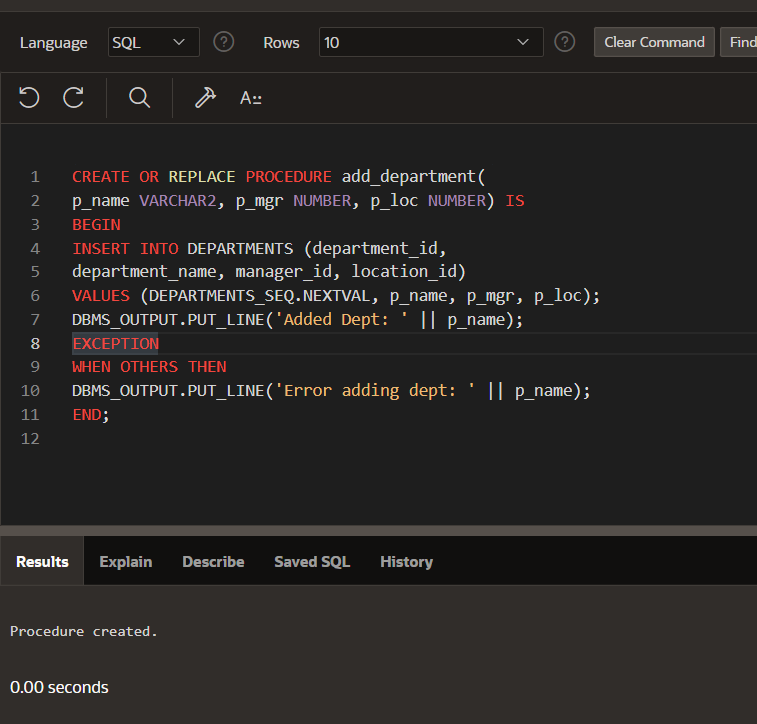 Language SQL Rows 10 Clear Command Find
A::
1 CREATE OR REPLACE PROCEDURE add_department(
2 p_name VARCHAR2, p_mgr NUMBER, p_loc NUMBER) IS
3 BEGIN
4 INSERT INTO DEPARTMENTS (department_id,
5 department_name, manager_id, location_id)
6 VALUES (DEPARTMENTS_SEQ.NEXTVAL, p_name, p_mgr, p_loc);
7 DBMS_OUTPUT.PUT_LINE('Added Dept: ' || p_name);
8 EXCEPTION
9 WHEN OTHERS THEN
10 DBMS_OUTPUT.PUT_LINE('Error adding dept: ' || p_name);
11 END;
12
Results Explain Describe Saved SQL History
Procedure created.
0.00 seconds